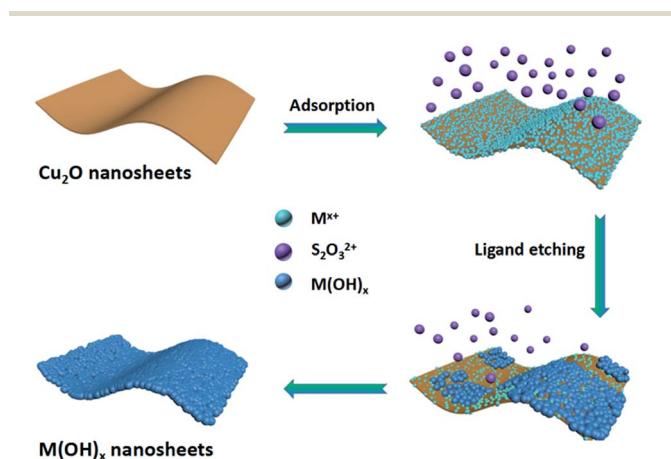 Adsorption
Cu₂O nanosheets
Mˣ⁺
S₂O₃²⁺
M(OH)ₓ
Ligand etching
M(OH)ₓ nanosheets